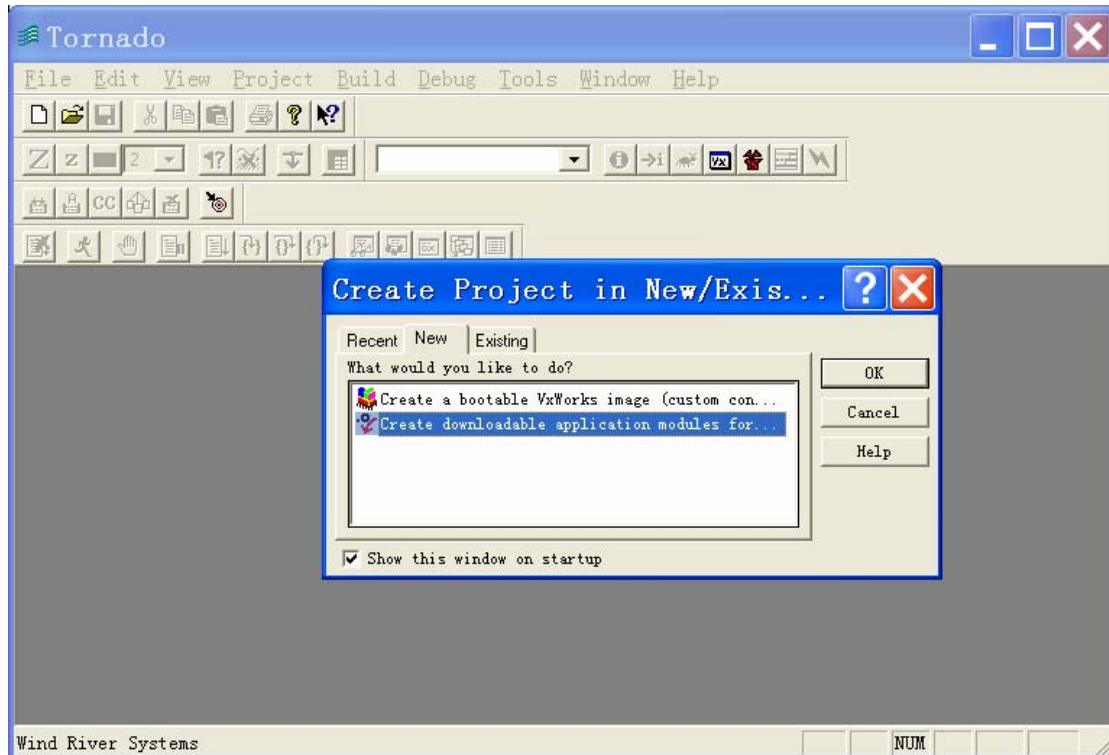 Tornado
File Edit View Project Build Debug Tools Window Help
2
CC
Create Project in New/Exis...
Recent New Existing
What would you like to do?
Create a bootable VxWorks image (custom con...
Create downloadable application modules for...
OK
Cancel
Help
Show this window on startup
Wind River Systems
NUM